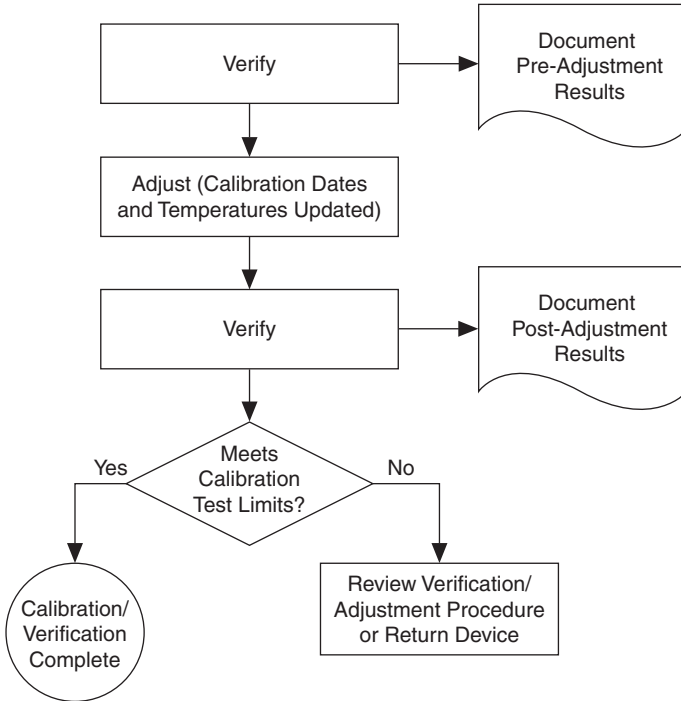 Verify
Document
Pre-Adjustment
Results
Adjust (Calibration Dates
and Temperatures Updated)
Verify
Document
Post-Adjustment
Results
Meets
Calibration
Test Limits?
Yes
No
Calibration/
Verification
Complete
Review Verification/
Adjustment Procedure
or Return Device